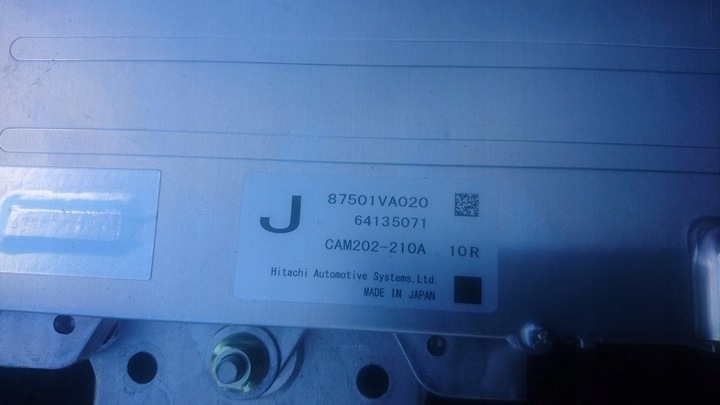 J
87501VA020
64135071
CAM202-210A 10R
Hitachi Automotive Systems,Ltd.
MADE IN JAPAN